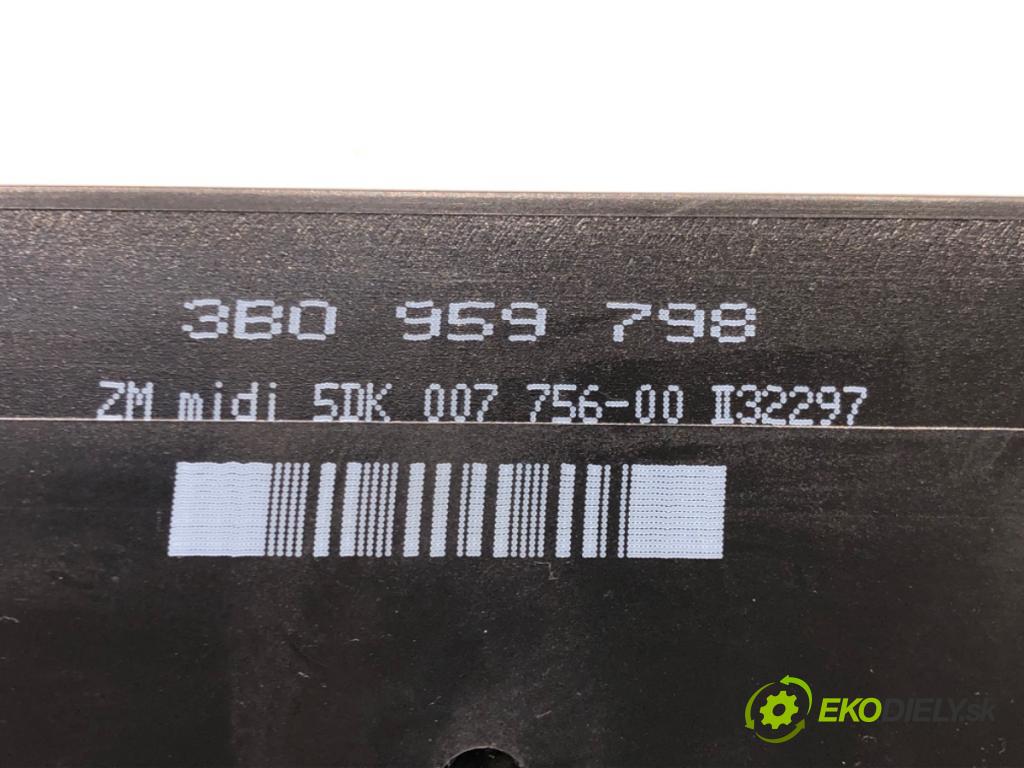 3B0 959 798
ZM midi 5DK 007 756-00 II32297
EKODIELY.sk